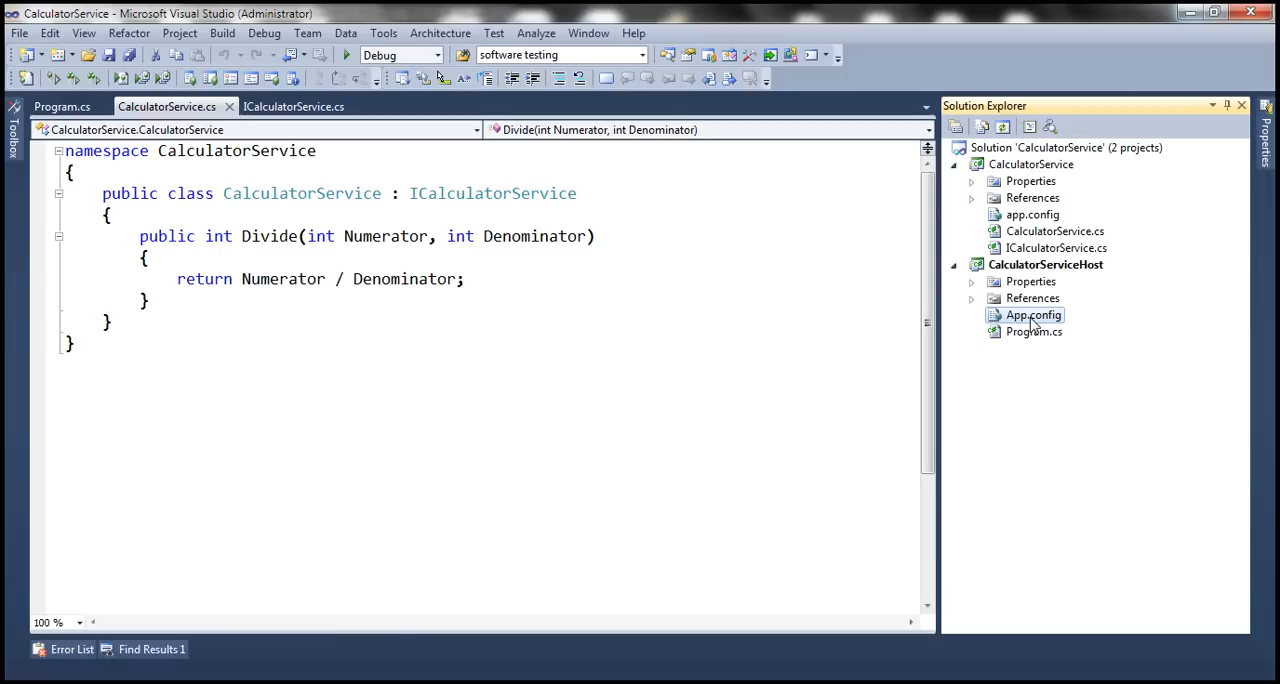 CalculatorService - Microsoft Visual Studio (Administrator)
File Edit View Refactor Project Build Debug Team Data Tools Architecture Test Analyze Window Help
Debug software testing
Program.cs CalculatorService.cs ICalculatorService.cs
CalculatorService.CalculatorService Divide(int Numerator, int Denominator)
namespace CalculatorService
{
public class CalculatorService : ICalculatorService
{
public int Divide(int Numerator, int Denominator)
{
return Numerator / Denominator;
}
}
}
100 %
Error List Find Results 1
Toolbox
Solution Explorer
Solution 'CalculatorService' (2 projects)
CalculatorService
Properties
References
app.config
CalculatorService.cs
ICalculatorService.cs
CalculatorServiceHost
Properties
References
App.config
Program.cs
Properties